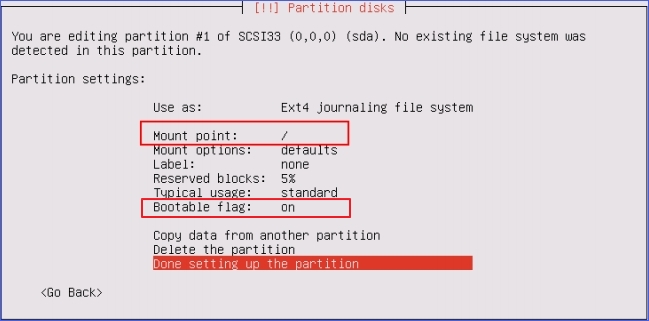 [!!] Partition disks
You are editing partition #1 of SCSI33 (0,0,0) (sda). No existing file system was
detected in this partition.
Partition settings:
Use as: Ext4 journaling file system
Mount point: /
Mount options: defaults
Label: none
Reserved blocks: 5%
Typical usage: standard
Bootable flag: on
Copy data from another partition
Delete the partition
Done setting up the partition
<Go Back>